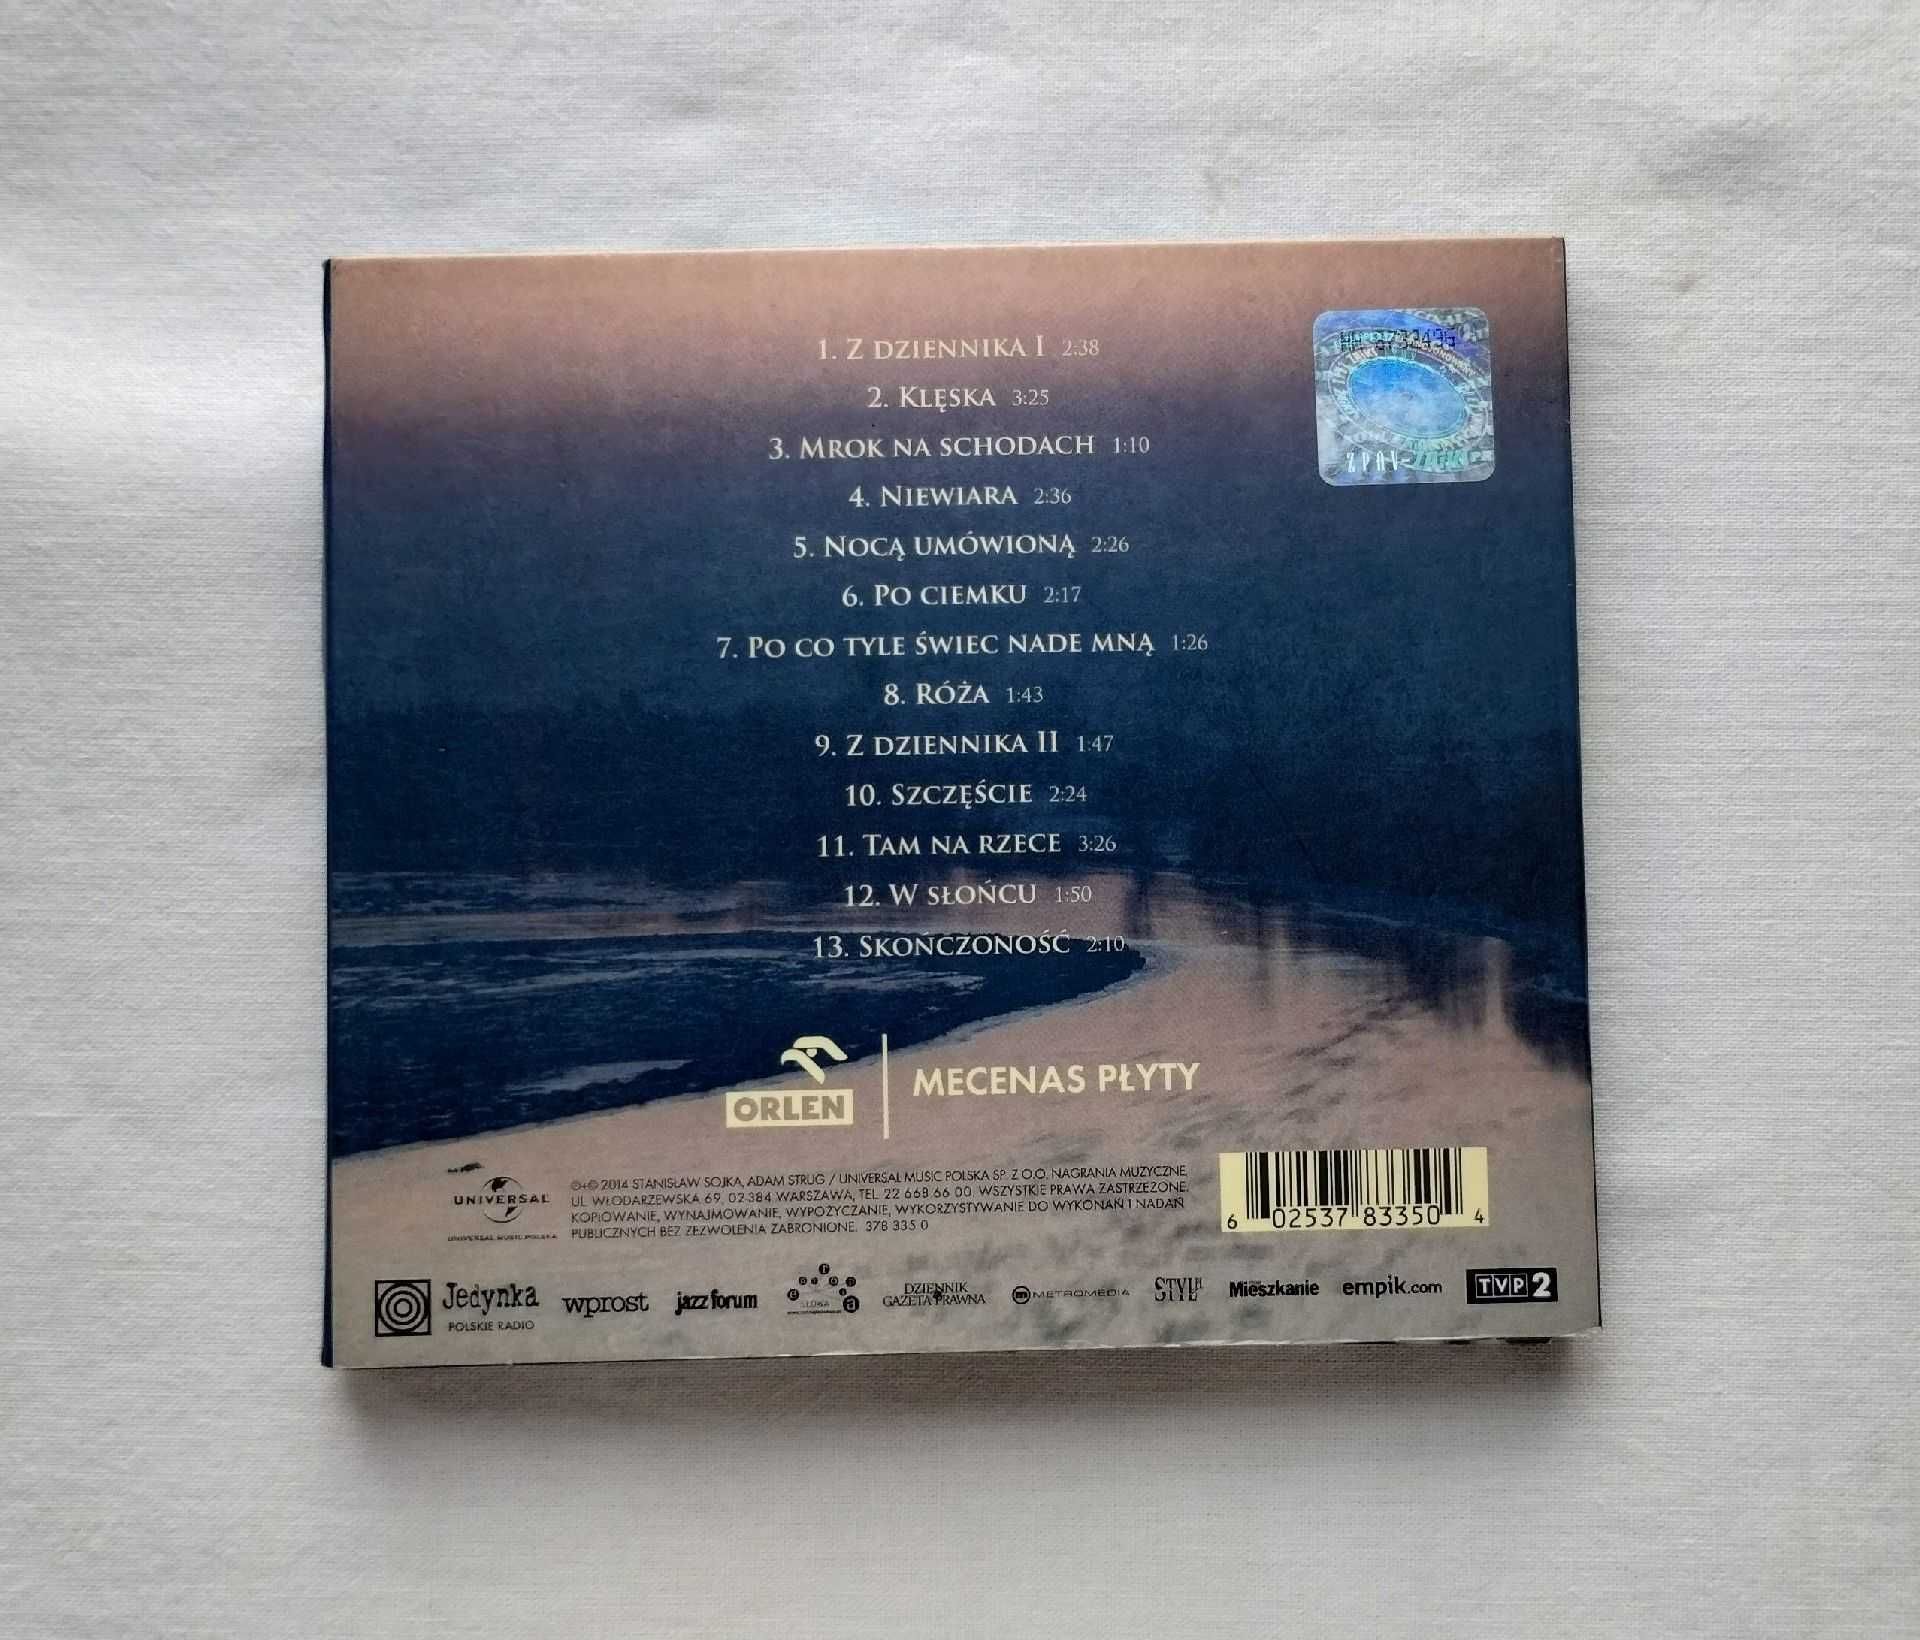 1. Z DZIENNIKA I 2:38
2. KLĘSKA 3:25
3. MROK NA SCHODACH 1:10
4. NIEWIARA 2:36
5. NOCĄ UMÓWIONĄ 2:26
6. PO CIEMKU 2:17
7. PO CO TYLE ŚWIEC NADE MNĄ 1:26
8. RÓŻA 1:43
9. Z DZIENNIKA II 1:47
10. SZCZĘŚCIE 2:24
11. TAM NA RZECE 3:26
12. W SŁOŃCU 1:50
13. SKOŃCZONOŚĆ 2:10
ZPAV-
ORLEN
MECENAS PŁYTY
UNIVERSAL
UNIVERSAL MUSIC POLSKA
℗+© 2014 STANISŁAW SOJKA, ADAM STRUG / UNIVERSAL MUSIC POLSKA SP. Z O.O. NAGRANIA MUZYCZNE,
UL. WŁODARZEWSKA 69, 02-384 WARSZAWA, TEL. 22 668 66 00. WSZYSTKIE PRAWA ZASTRZEŻONE.
KOPIOWANIE, WYNAJMOWANIE, WYPOŻYCZANIE, WYKORZYSTYWANIE DO WYKONAŃ I NADAŃ
PUBLICZNYCH BEZ ZEZWOLENIA ZABRONIONE. 378 335 0
6 02537 83350 4
Jedynka
POLSKIE RADIO
wprost
jazz forum
DZIENNIK
GAZETA PRAWNA
METROMEDIA
STYL.PL
Mieszkanie
empik.com
TVP2